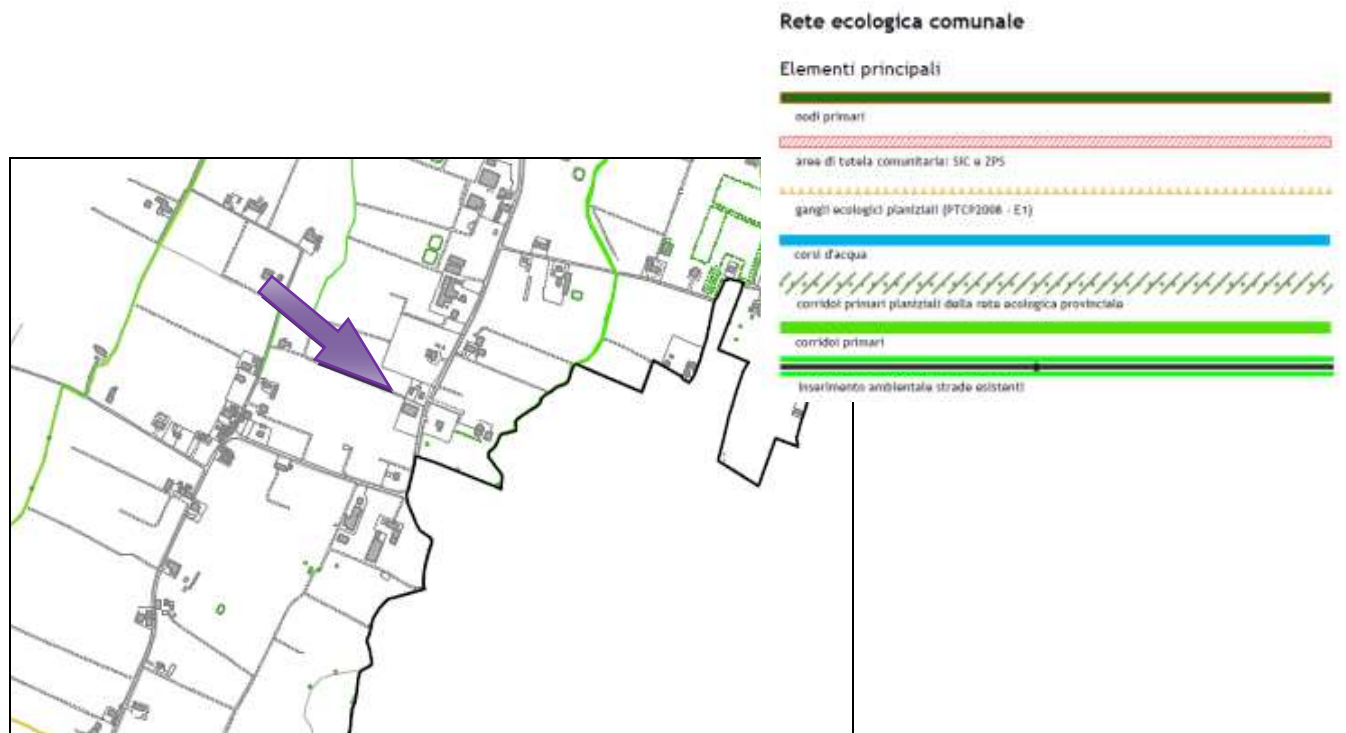 Rete ecologica comunale
Elementi principali
nodi primari
aree di tutela comunitaria: SIC e ZPS
gangli ecologici planiziali (PTCP2008 - E1)
corsi d'acqua
corridoi primari planiziali della rete ecologica provinciale
corridoi primari
inserimento ambientale strade esistenti